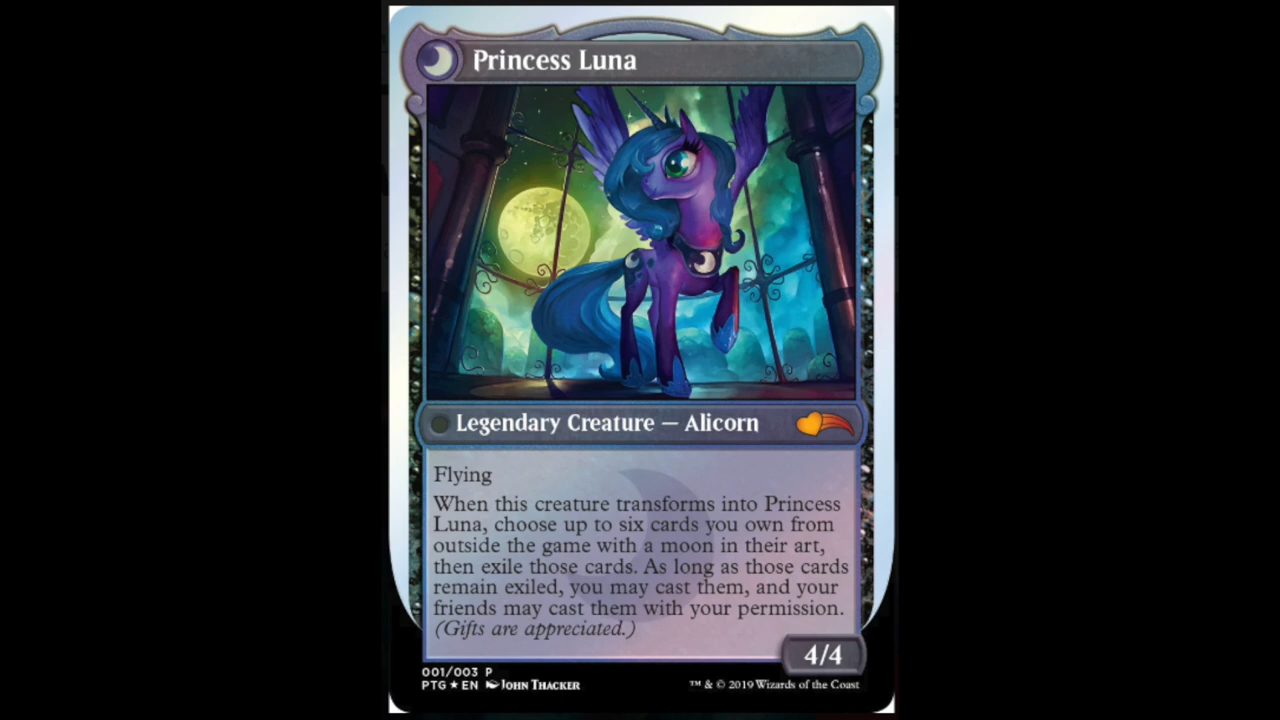 Princess Luna
Legendary Creature — Alicorn
Flying
When this creature transforms into Princess
Luna, choose up to six cards you own from
outside the game with a moon in their art,
then exile those cards. As long as those cards
remain exiled, you may cast them, and your
friends may cast them with your permission.
(Gifts are appreciated.)
4/4
001/003 P
PTG ★ EN John Thacker
™ & © 2019 Wizards of the Coast